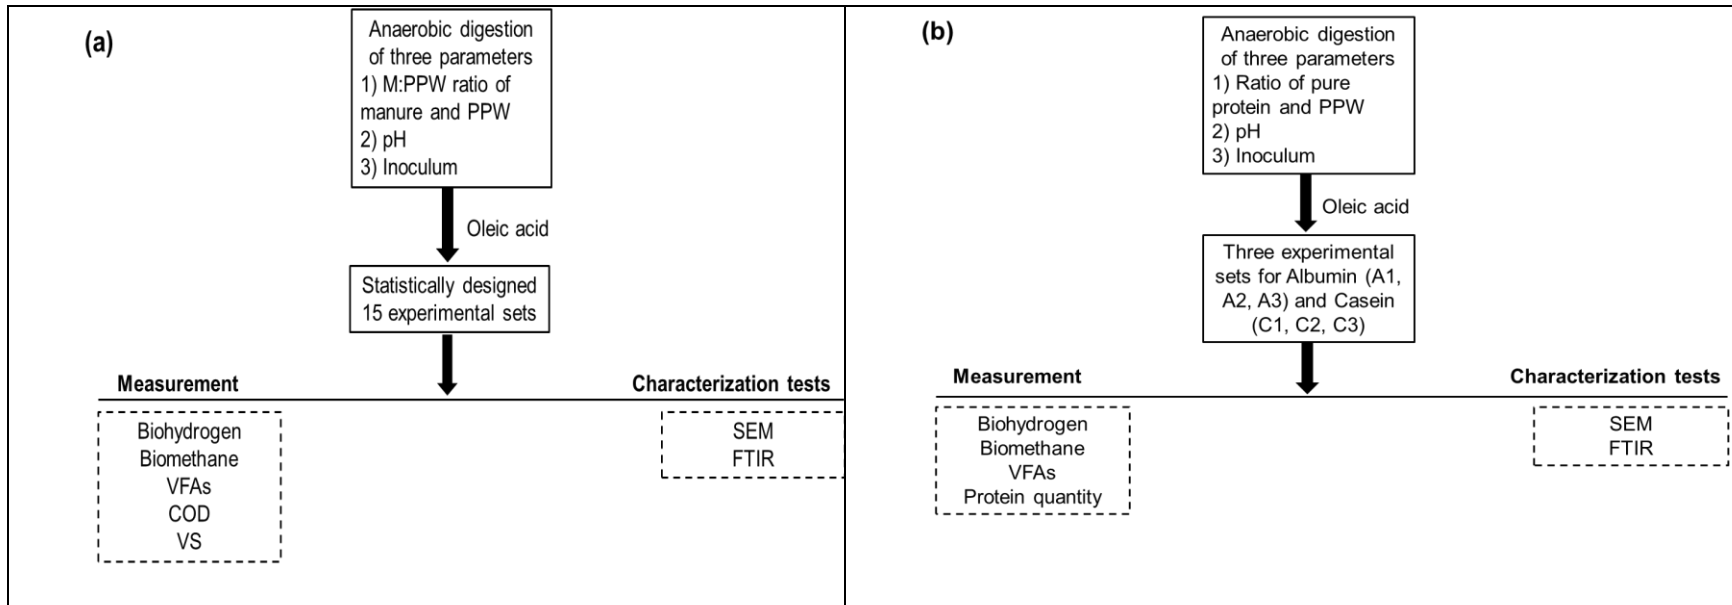 (a)
Anaerobic digestion
of three parameters
1) M:PPW ratio of
manure and PPW
2) pH
3) Inoculum
Oleic acid
Statistically designed
15 experimental sets
Measurement
Characterization tests
Biohydrogen
Biomethane
VFAs
COD
VS
SEM
FTIR
(b)
Anaerobic digestion
of three parameters
1) Ratio of pure
protein and PPW
2) pH
3) Inoculum
Oleic acid
Three experimental
sets for Albumin (A1,
A2, A3) and Casein
(C1, C2, C3)
Measurement
Characterization tests
Biohydrogen
Biomethane
VFAs
Protein quantity
SEM
FTIR